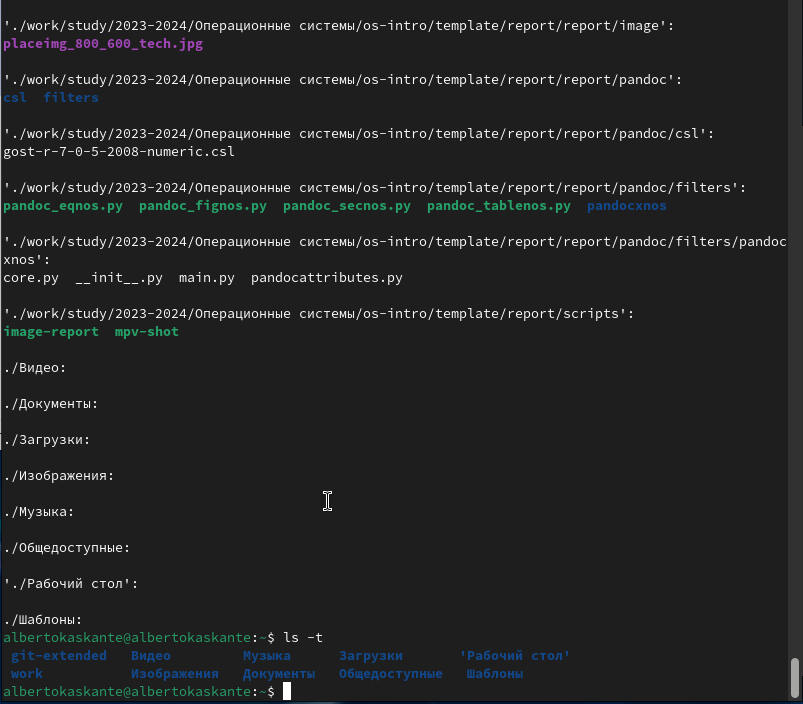 './work/study/2023-2024/Операционные системы/os-intro/template/report/report/image':
placeimg_800_600_tech.jpg
'./work/study/2023-2024/Операционные системы/os-intro/template/report/report/pandoc':
csl  filters
'./work/study/2023-2024/Операционные системы/os-intro/template/report/report/pandoc/csl':
gost-r-7-0-5-2008-numeric.csl
'./work/study/2023-2024/Операционные системы/os-intro/template/report/report/pandoc/filters':
pandoc_eqnos.py  pandoc_fignos.py  pandoc_secnos.py  pandoc_tablenos.py  pandocxnos
'./work/study/2023-2024/Операционные системы/os-intro/template/report/report/pandoc/filters/pandoc
xnos':
core.py  __init__.py  main.py  pandocattributes.py
'./work/study/2023-2024/Операционные системы/os-intro/template/report/scripts':
image-report  mpv-shot
./Видео:
./Документы:
./Загрузки:
./Изображения:
./Музыка:
./Общедоступные:
'./Рабочий стол':
./Шаблоны:
albertokaskante@albertokaskante:~$ ls -t
git-extended   Видео         Музыка      Загрузки       'Рабочий стол'
work           Изображения   Документы   Общедоступные   Шаблоны
albertokaskante@albertokaskante:~$